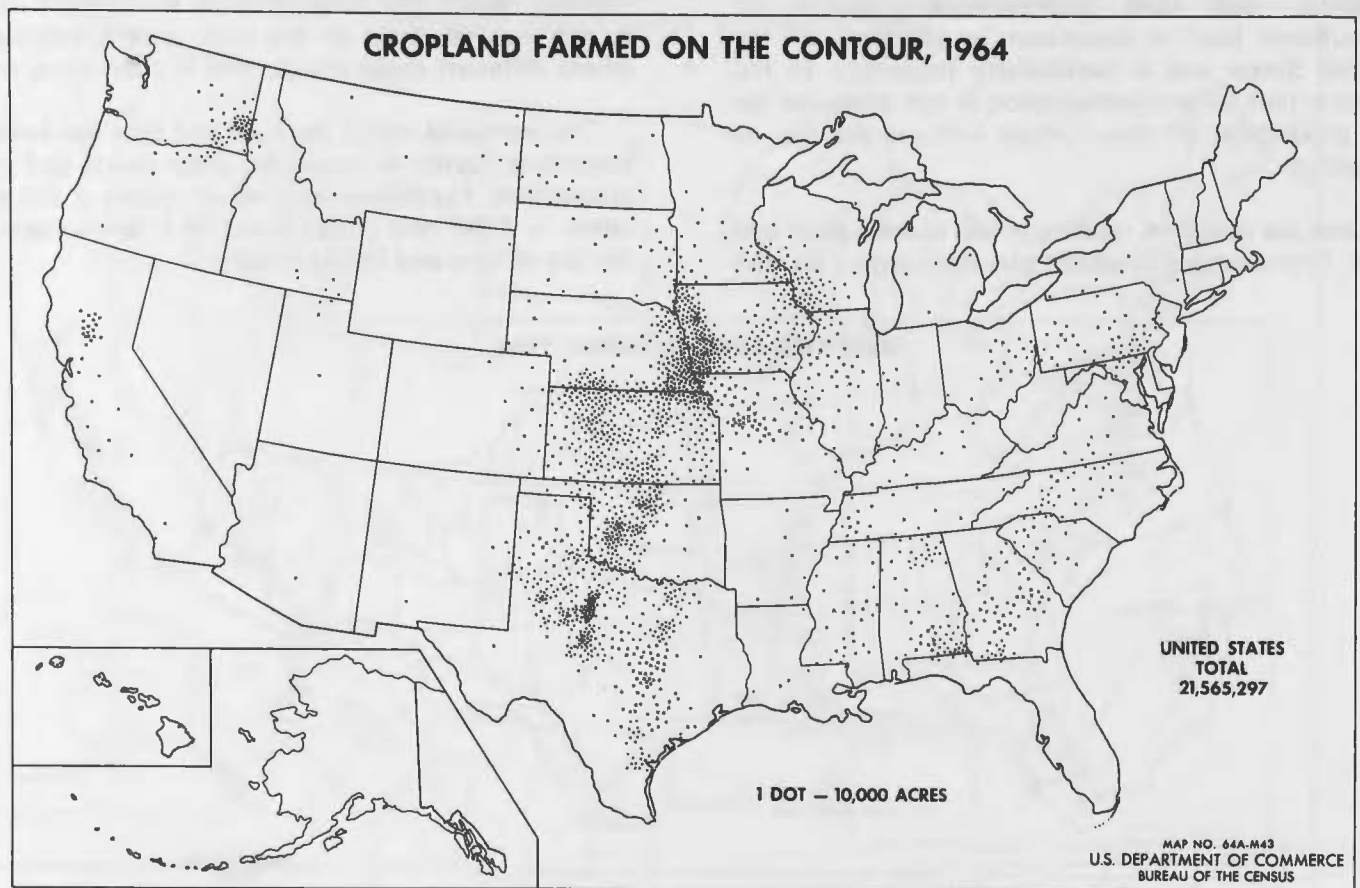 CROPLAND FARMED ON THE CONTOUR, 1964
UNITED STATES
TOTAL
21,565,297
1 DOT — 10,000 ACRES
MAP NO. 64A-M43
U.S. DEPARTMENT OF COMMERCE
BUREAU OF THE CENSUS